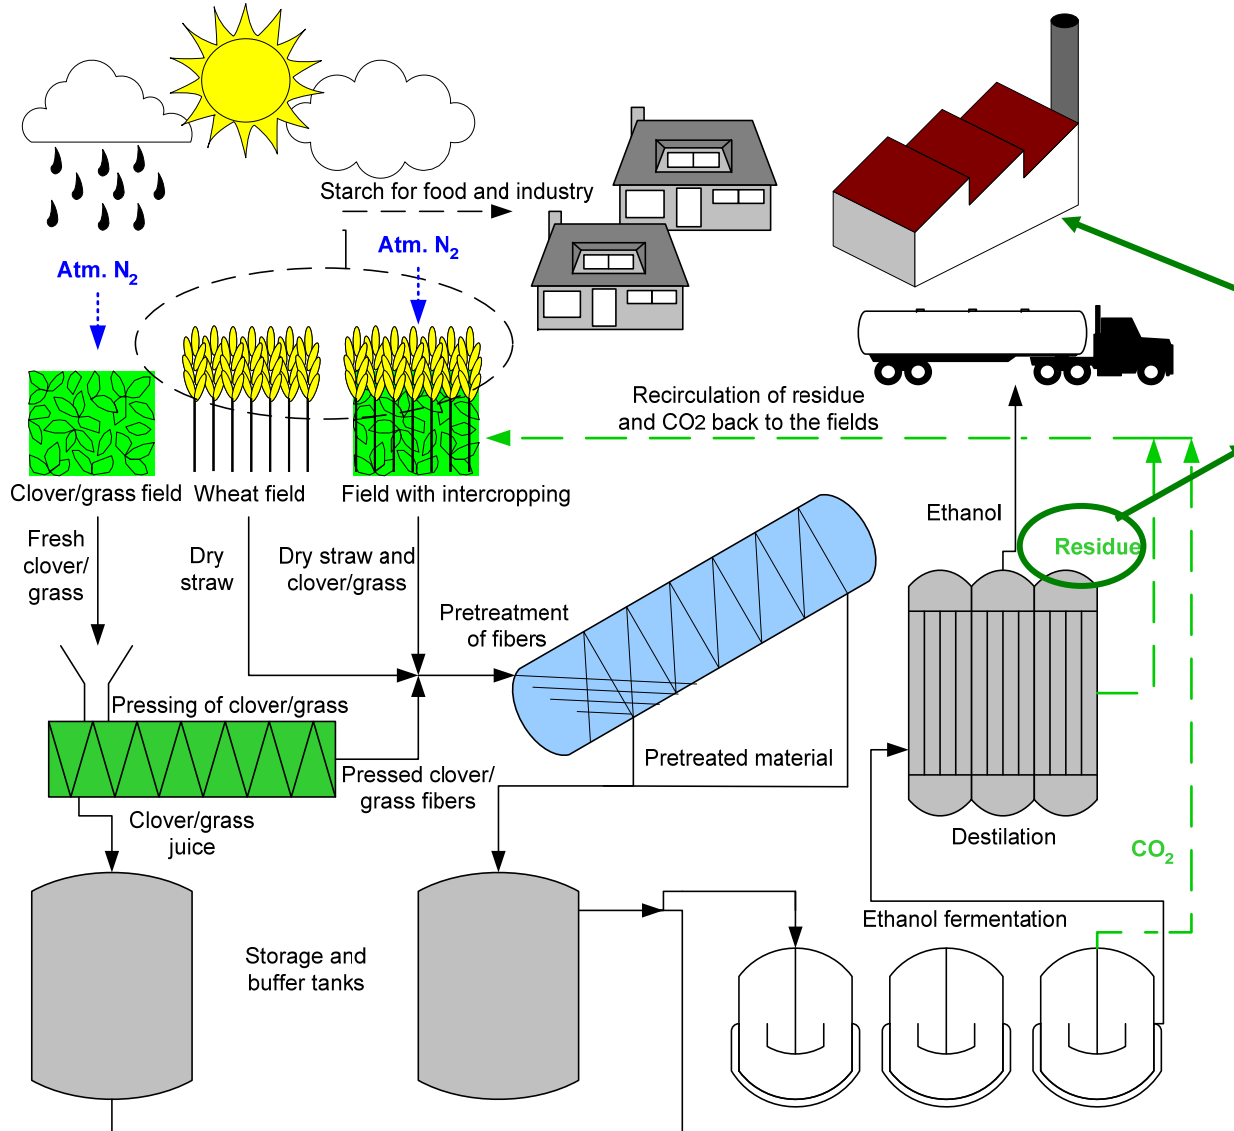 Starch for food and industry
Atm. N2
Atm. N2
Recirculation of residue
and CO2 back to the fields
Clover/grass field
Wheat field
Field with intercropping
Ethanol
Residue
Fresh
clover/
grass
Dry
straw
Dry straw and
clover/grass
Pretreatment
of fibers
Pressing of clover/grass
Pretreated material
Pressed clover/
grass fibers
Clover/grass
juice
Destilation
CO2
Ethanol fermentation
Storage and
buffer tanks